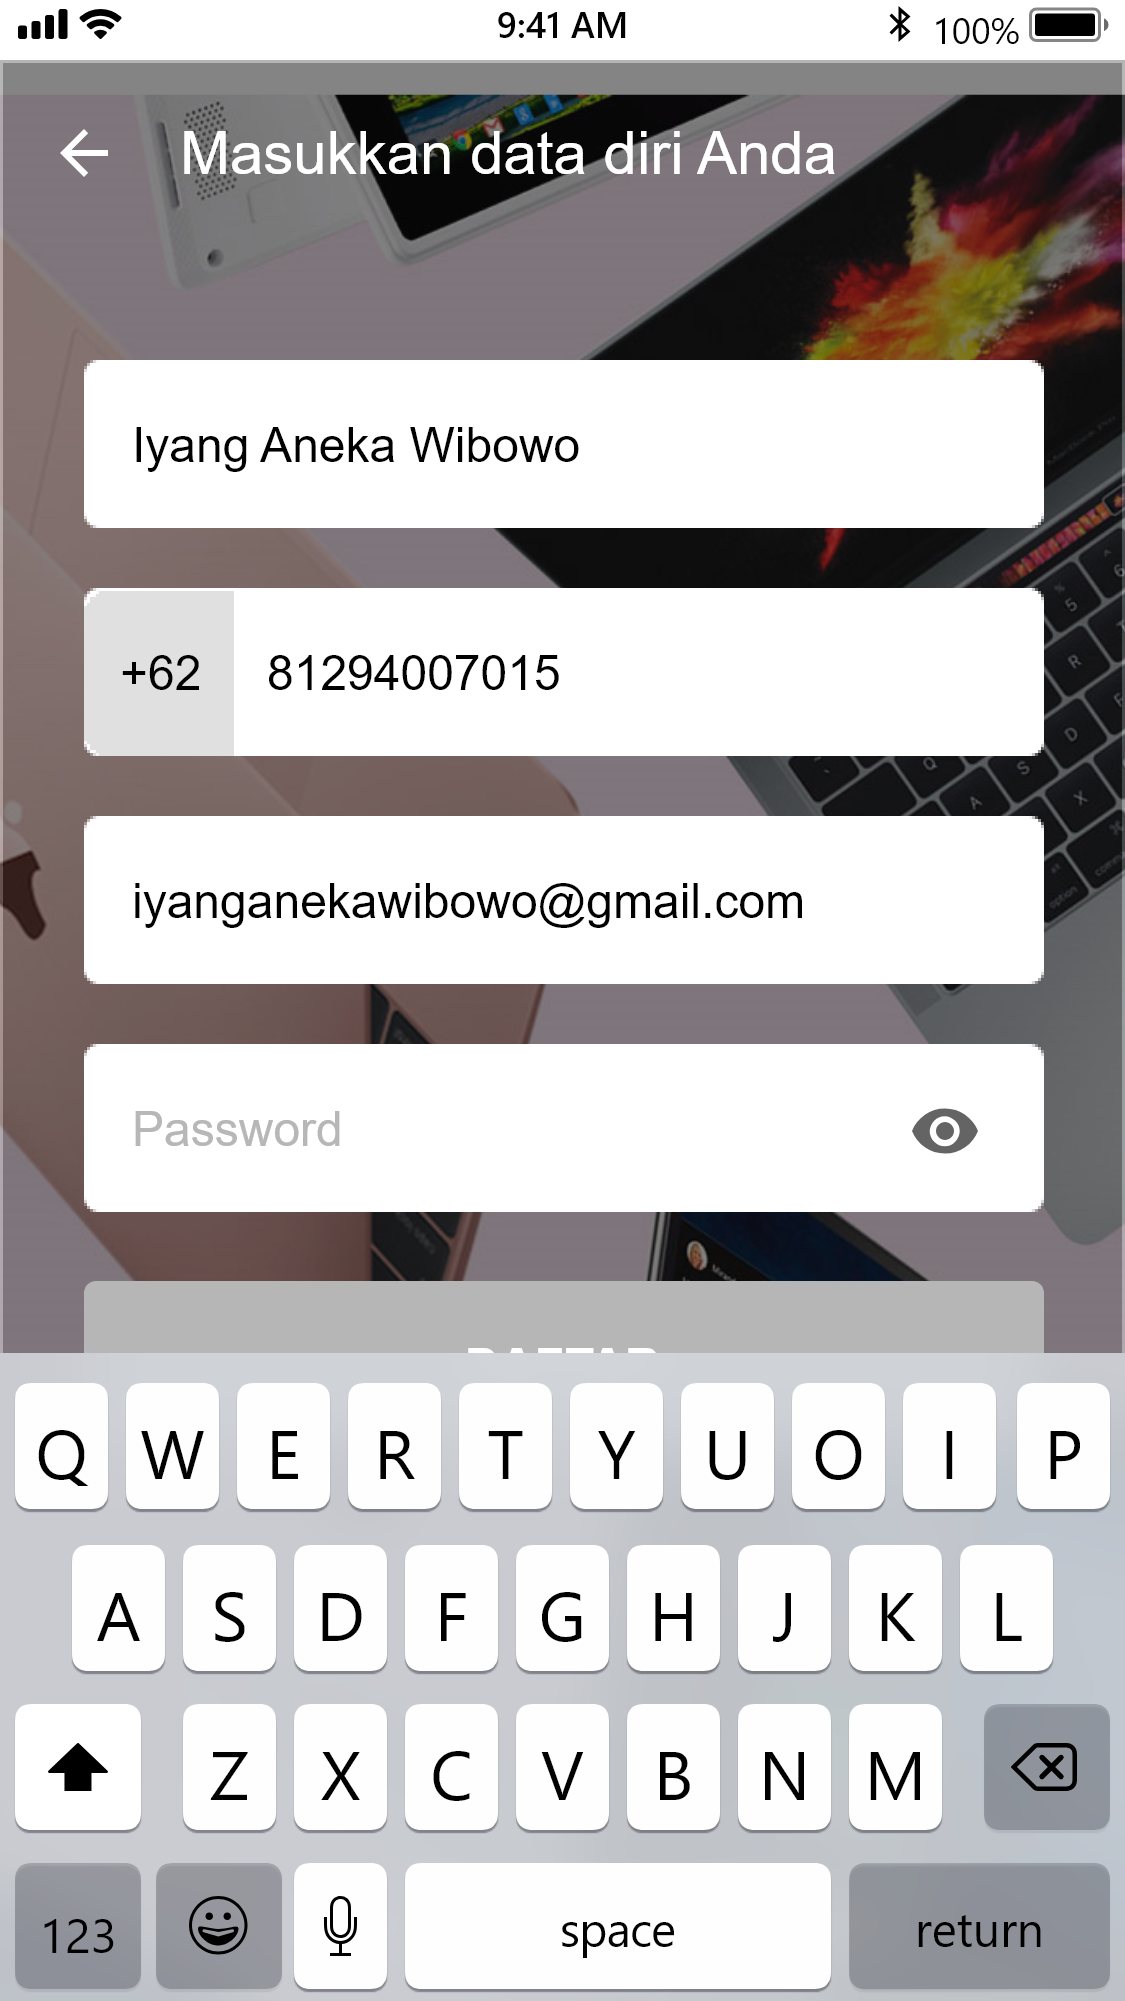 9:41 AM
100%
Masukkan data diri Anda
Iyang Aneka Wibowo
+62 81294007015
iyanganekawibowo@gmail.com
Password
DAFTAR
Q W E R T Y U O I P
A S D F G H J K L
Z X C V B N M
123 space return